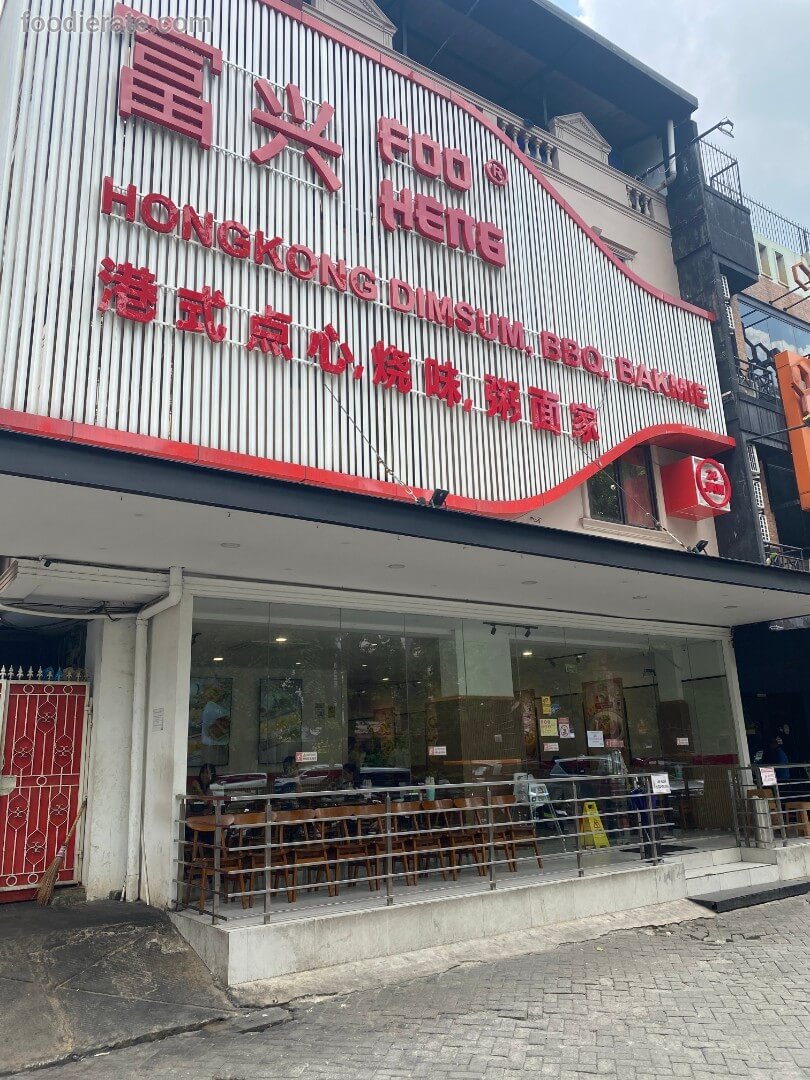 foodierate.com
富兴
FOO ®
HENG
HONGKONG DIMSUM, BBQ, BAKMIE
港式点心,烧味,粥面家